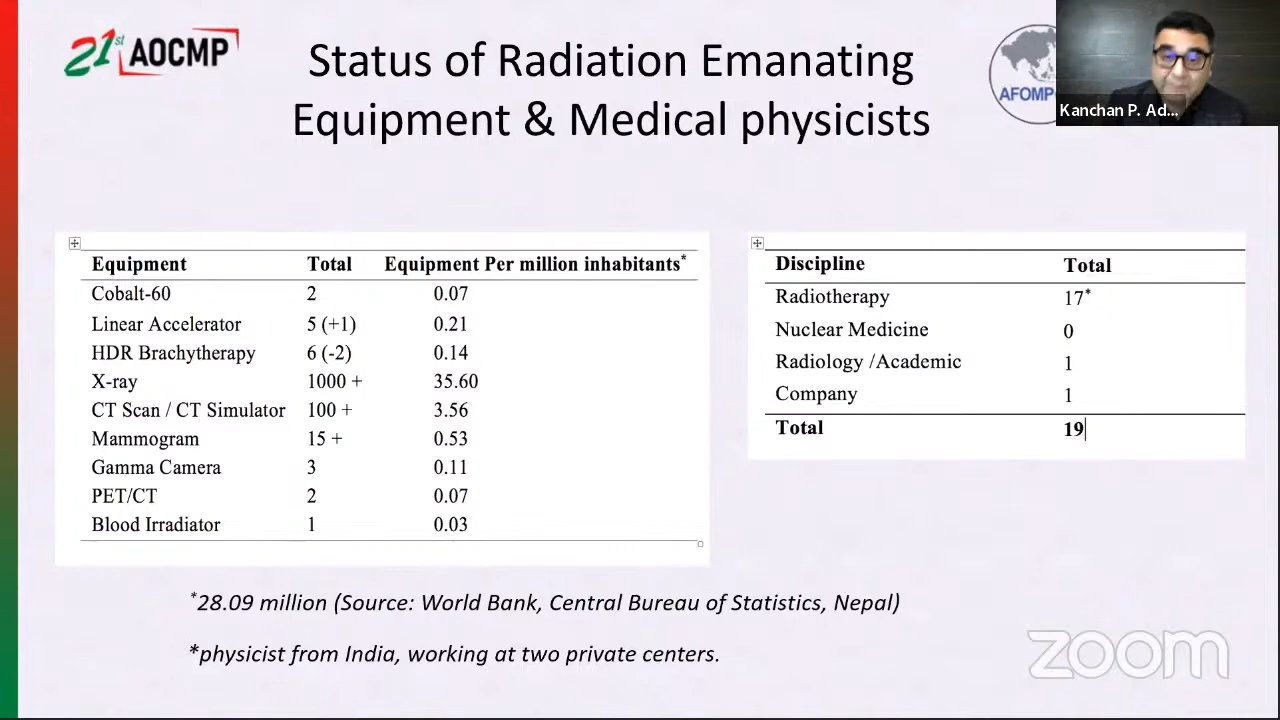 21st AOCMP
Status of Radiation Emanating
Equipment & Medical physicists
AFOMP
Kanchan P. Ad...
Equipment Total Equipment Per million inhabitants*
Cobalt-60 2 0.07
Linear Accelerator 5 (+1) 0.21
HDR Brachytherapy 6 (-2) 0.14
X-ray 1000 + 35.60
CT Scan / CT Simulator 100 + 3.56
Mammogram 15 + 0.53
Gamma Camera 3 0.11
PET/CT 2 0.07
Blood Irradiator 1 0.03
Discipline Total
Radiotherapy 17*
Nuclear Medicine 0
Radiology /Academic 1
Company 1
Total 19
*28.09 million (Source: World Bank, Central Bureau of Statistics, Nepal)
*physicist from India, working at two private centers.
zoom